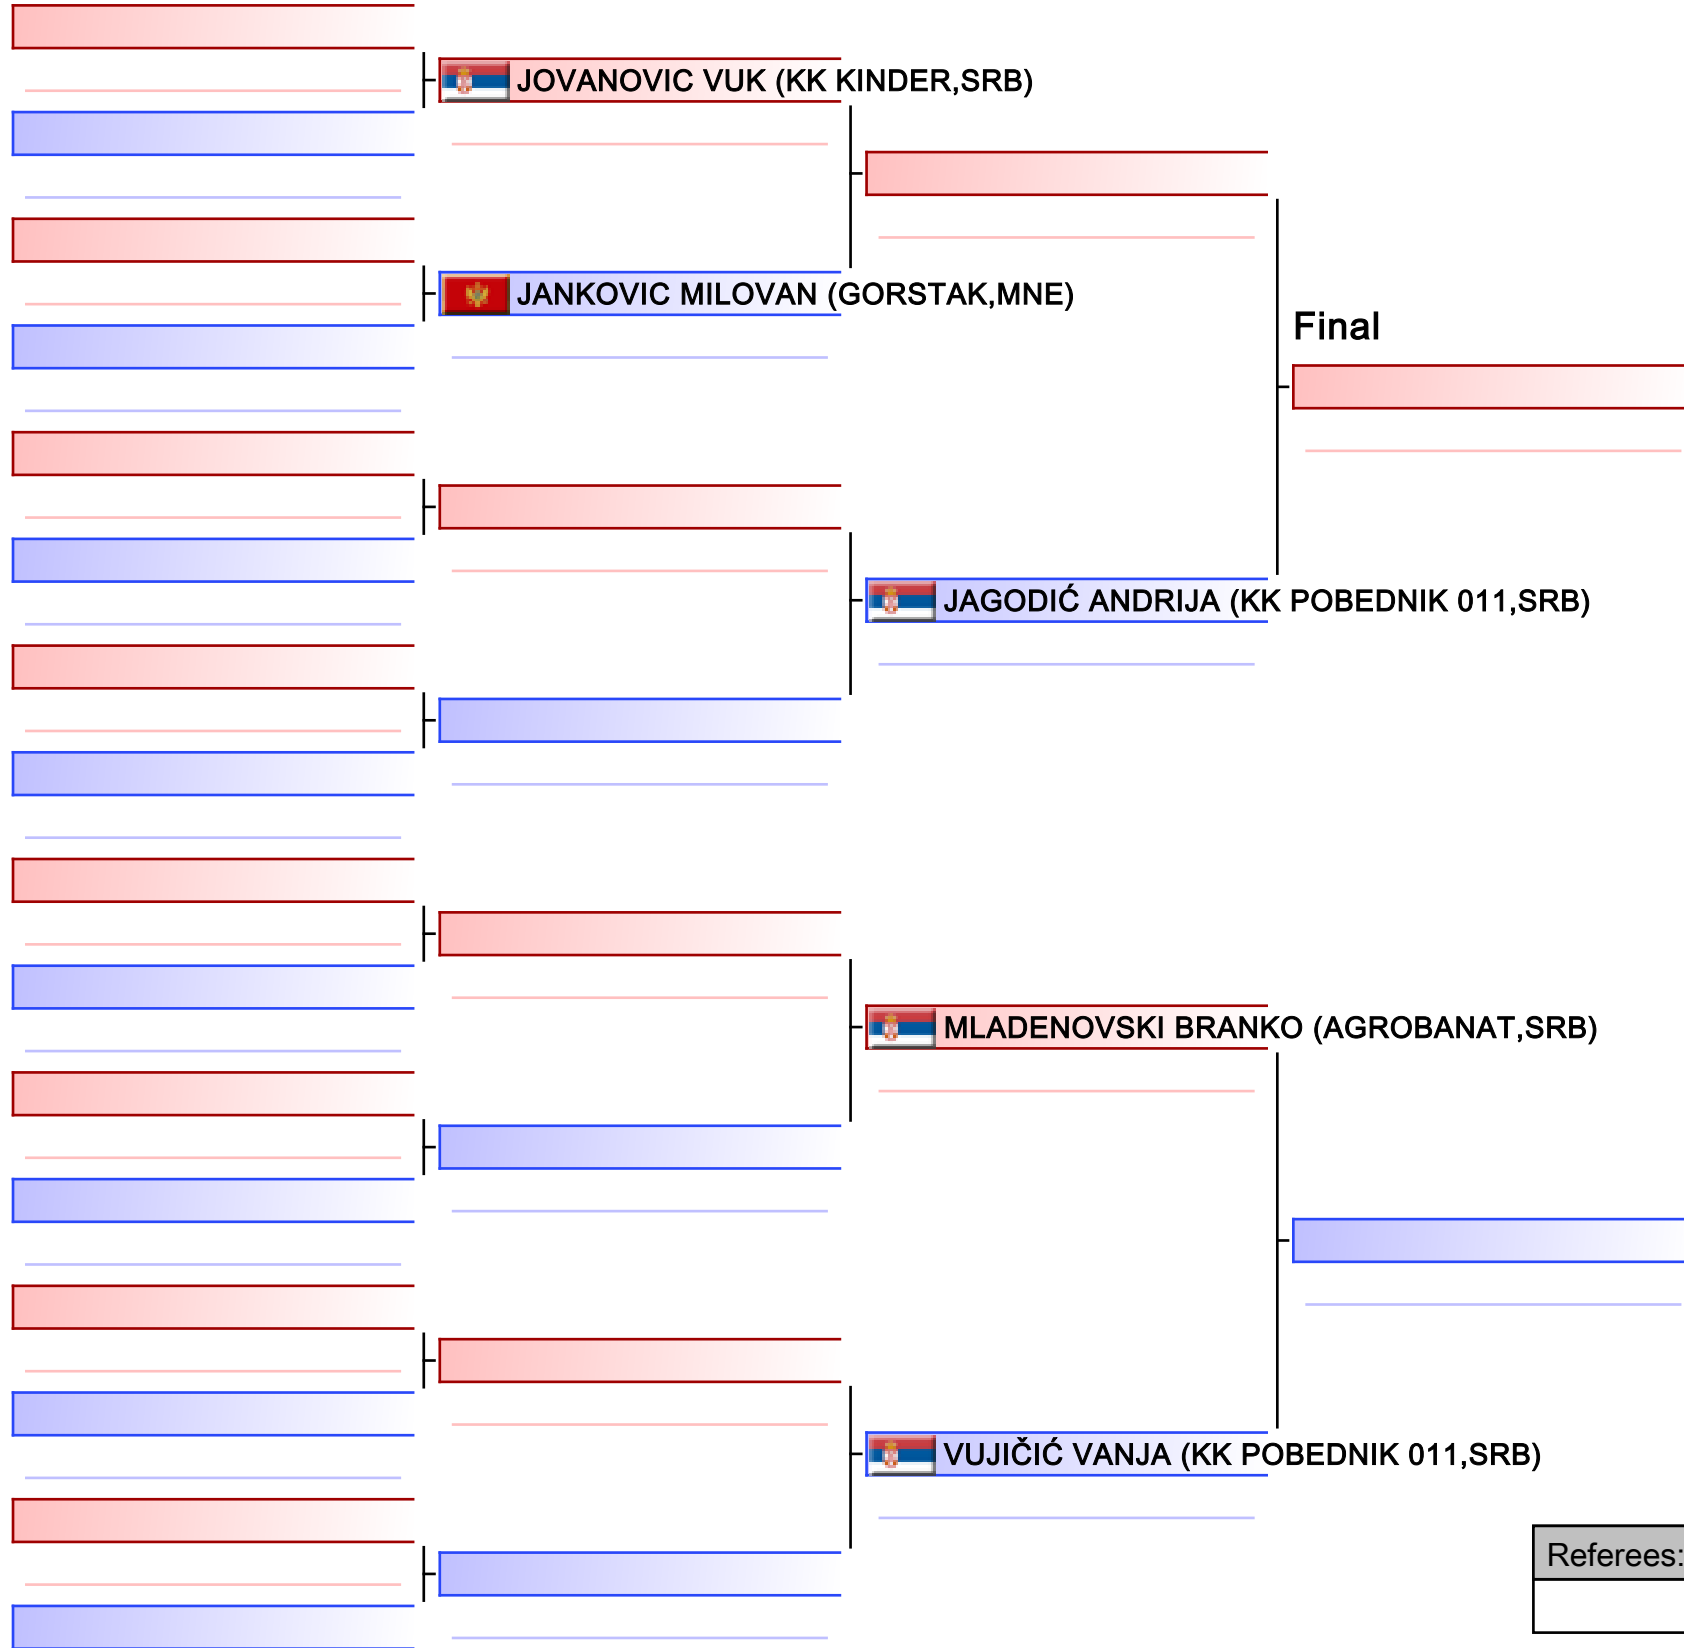 JOVANOVIC VUK (KK KINDER,SRB)
JANKOVIC MILOVAN (GORSTAK,MNE)
Final
JAGODIĆ ANDRIJA (KK POBEDNIK 011,SRB)
MLADENOVSKI BRANKO (AGROBANAT,SRB)
VUJIČIĆ VANJA (KK POBEDNIK 011,SRB)
Referees: